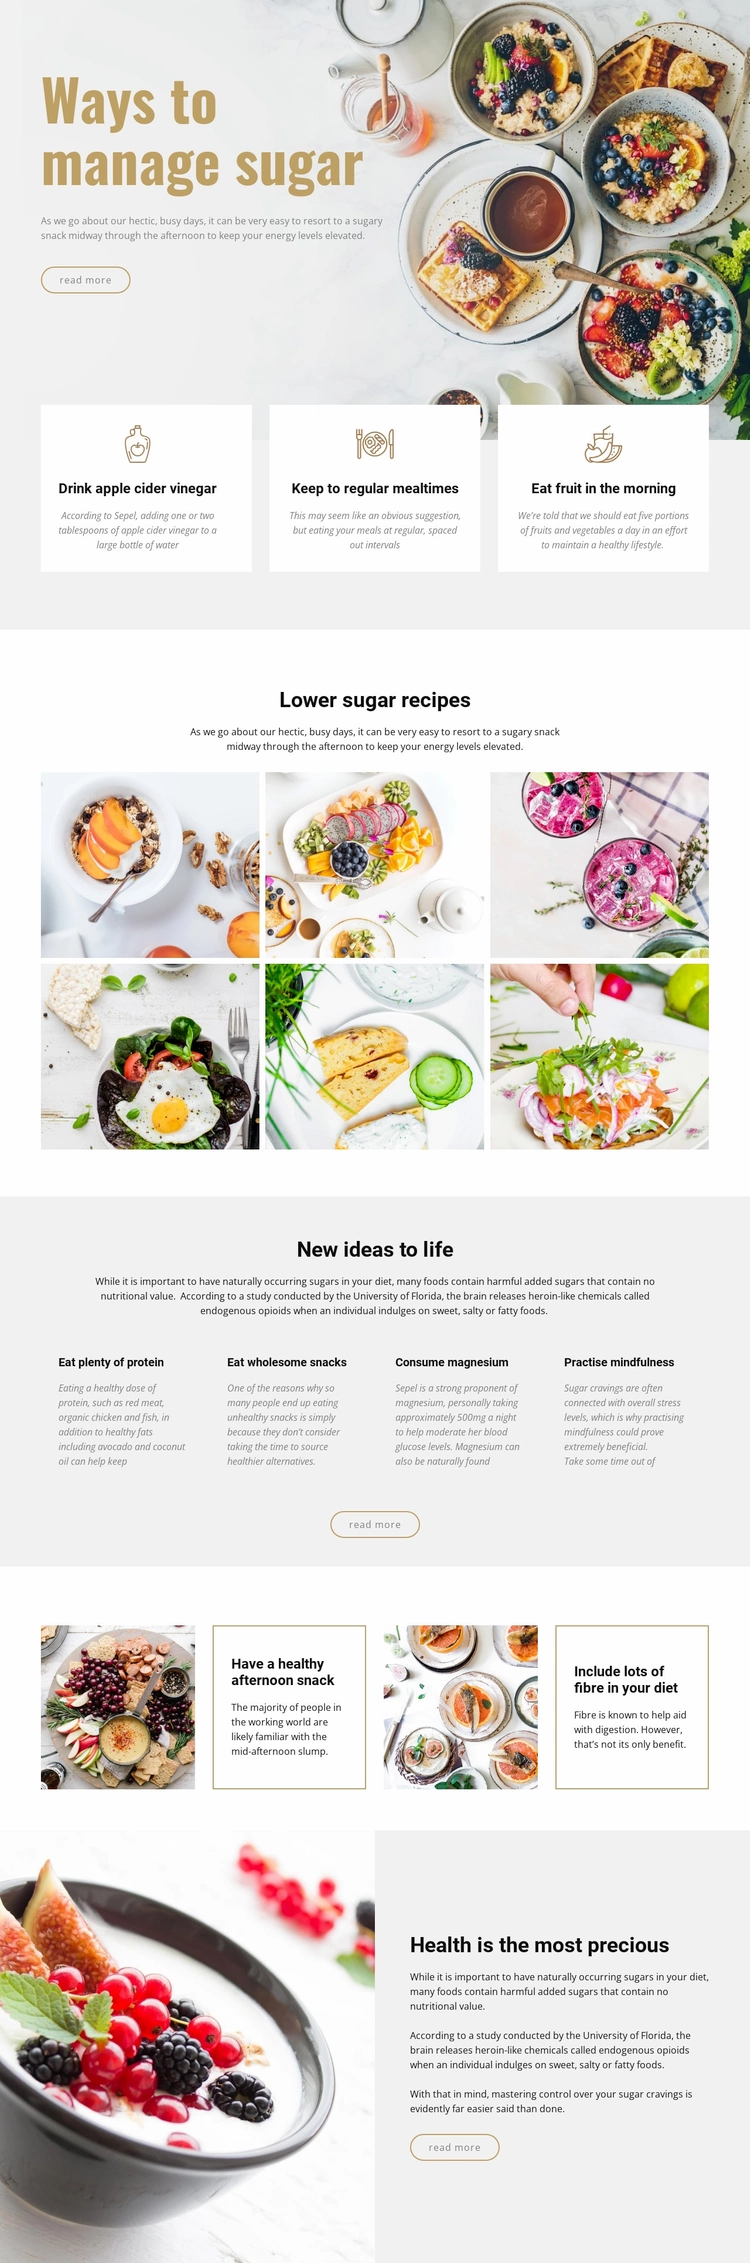 Ways to
manage sugar
As we go about our hectic, busy days, it can be very easy to resort to a sugary
snack midway through the afternoon to keep your energy levels elevated.
read more
Drink apple cider vinegar
According to Sepel, adding one or two
tablespoons of apple cider vinegar to a
large bottle of water
Keep to regular mealtimes
This may seem like an obvious suggestion,
but eating your meals at regular, spaced
out intervals
Eat fruit in the morning
We're told that we should eat five portions
of fruits and vegetables a day in an effort
to maintain a healthy lifestyle.
Lower sugar recipes
As we go about our hectic, busy days, it can be very easy to resort to a sugary snack
midway through the afternoon to keep your energy levels elevated.
New ideas to life
While it is important to have naturally occurring sugars in your diet, many foods contain harmful added sugars that contain no
nutritional value. According to a study conducted by the University of Florida, the brain releases heroin-like chemicals called
endogenous opioids when an individual indulges on sweet, salty or fatty foods.
Eat plenty of protein
Eating a healthy dose of
protein, such as red meat,
organic chicken and fish, in
addition to healthy fats
including avocado and coconut
oil can help keep
Eat wholesome snacks
One of the reasons why so
many people end up eating
unhealthy snacks is simply
because they don't consider
taking the time to source
healthier alternatives.
Consume magnesium
Sepel is a strong proponent of
magnesium, personally taking
approximately 500mg a night
to help moderate her blood
glucose levels. Magnesium can
also be naturally found
Practise mindfulness
Sugar cravings are often
connected with overall stress
levels, which is why practising
mindfulness could prove
extremely beneficial.
Take some time out of
read more
Have a healthy
afternoon snack
The majority of people in
the working world are
likely familiar with the
mid-afternoon slump.
Include lots of
fibre in your diet
Fibre is known to help aid
with digestion. However,
that's not its only benefit.
Health is the most precious
While it is important to have naturally occurring sugars in your diet,
many foods contain harmful added sugars that contain no
nutritional value.
According to a study conducted by the University of Florida, the
brain releases heroin-like chemicals called endogenous opioids
when an individual indulges on sweet, salty or fatty foods.
With that in mind, mastering control over your sugar cravings is
evidently far easier said than done.
read more